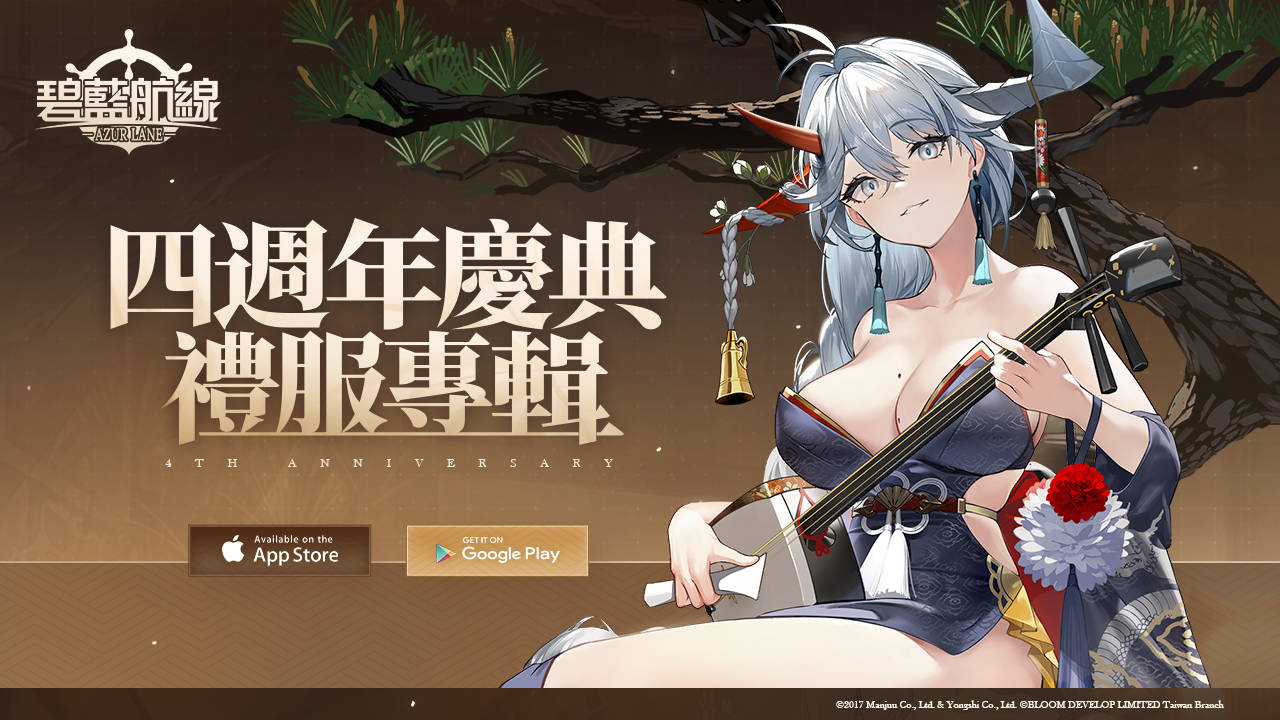 碧藍航線
AZUR LANE
四週年慶典
禮服專輯
4TH ANNIVERSARY
Available on the
App Store
GET IT ON
Google Play
©2017 Manjuu Co., Ltd. & Yongshi Co., Ltd. ©BLOOM DEVELOP LIMITED Taiwan Branch